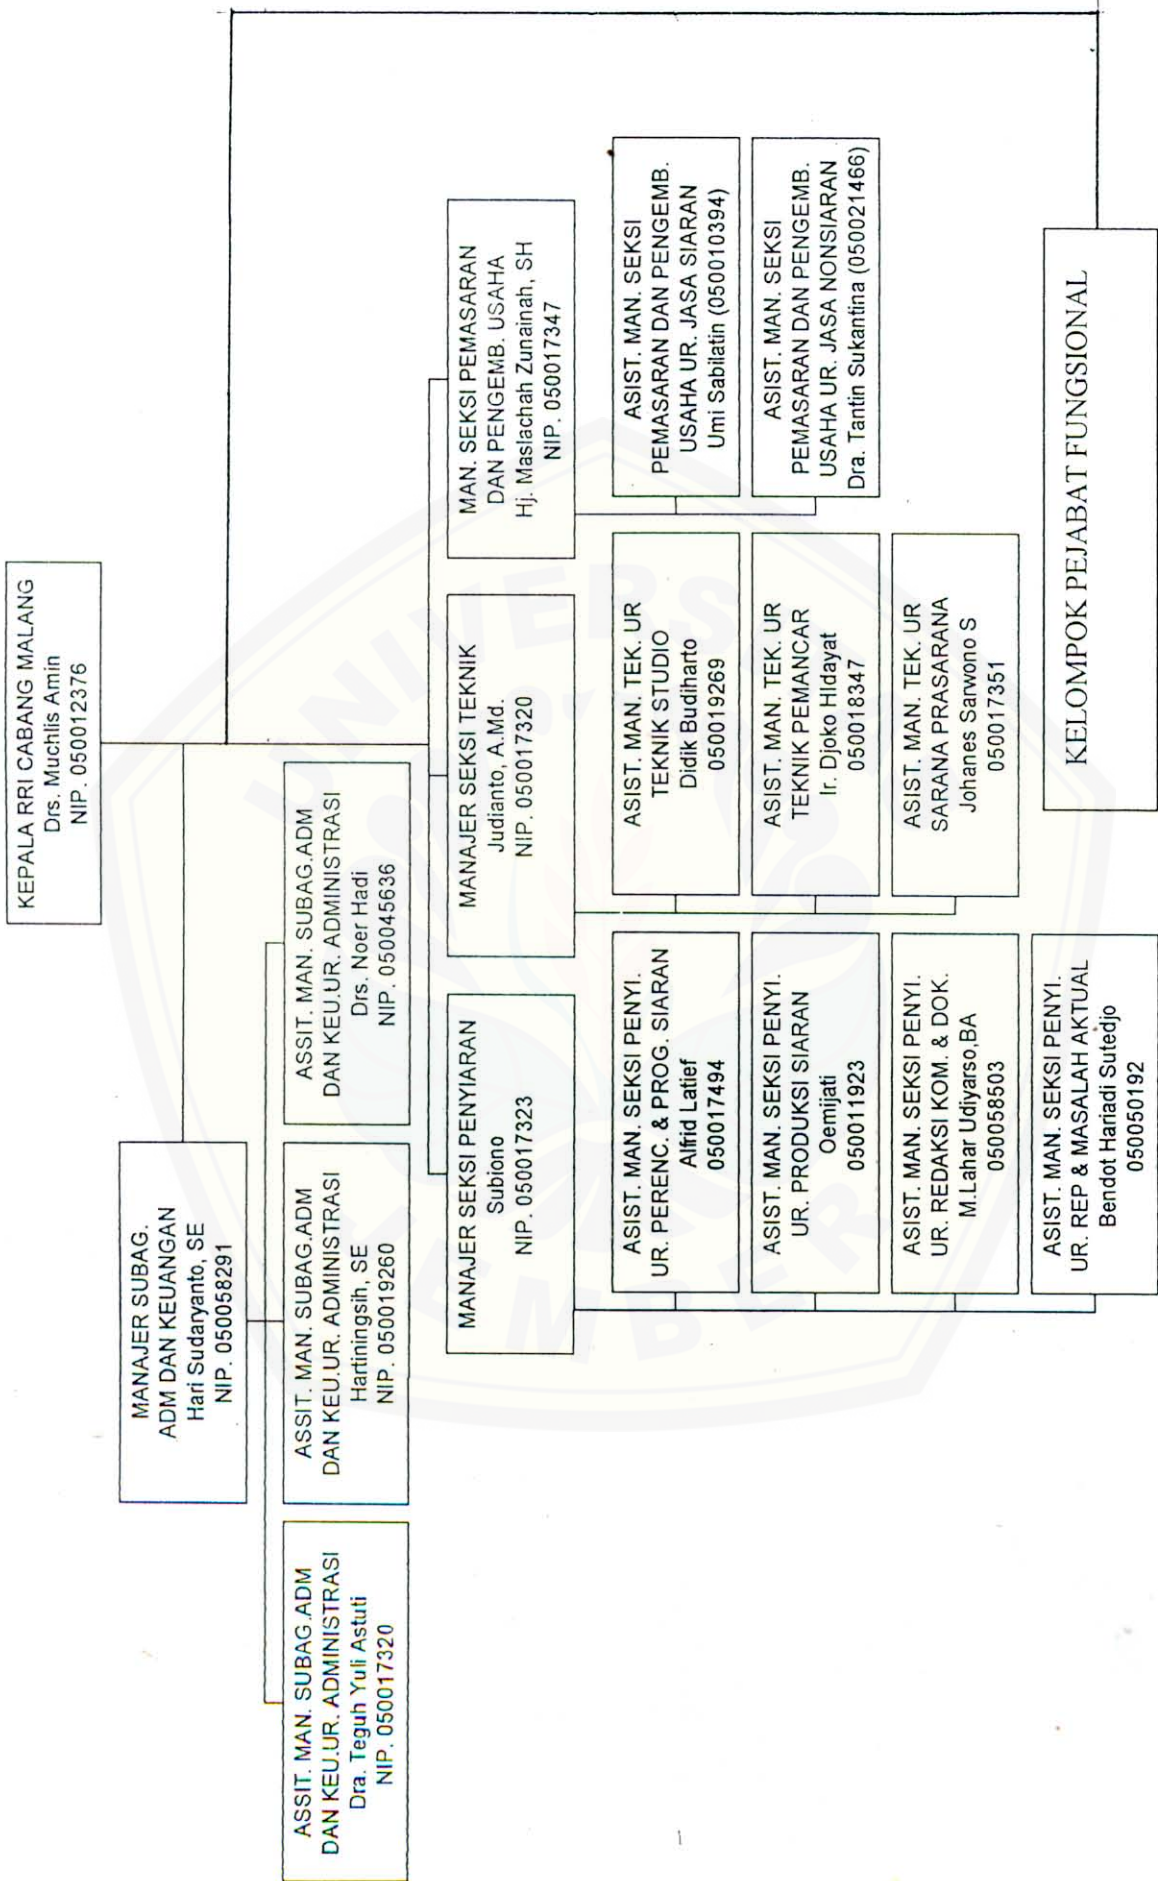 KEPALA RRI CABANG MALANG
Drs. Muchlis Amin
NIP. 050012376
MANAJER SUBAG.
ADM DAN KEUANGAN
Hari Sudaryanto, SE
NIP. 050058291
ASSIT. MAN. SUBAG.ADM
DAN KEU.UR. ADMINISTRASI
Dra. Teguh Yuli Astuti
NIP. 050017320
ASSIT. MAN. SUBAG.ADM
DAN KEU.UR. ADMINISTRASI
Hartiningsih, SE
NIP. 050019260
ASSIT. MAN. SUBAG.ADM
DAN KEU.UR. ADMINISTRASI
Drs. Noer Hadi
NIP. 050045636
MANAJER SEKSI PENYIARAN
Subiono
NIP. 050017323
MANAJER SEKSI TEKNIK
Judianto, A.Md.
NIP. 050017320
MAN. SEKSI PEMASARAN
DAN PENGEMB. USAHA
Hj. Maslachah Zunainah, SH
NIP. 050017347
ASIST. MAN. SEKSI PENYI.
UR. PERENC. & PROG. SIARAN
Alfrid Latief
050017494
ASIST. MAN. TEK. UR
TEKNIK STUDIO
Didik Budiharto
050019269
ASIST. MAN. SEKSI
PEMASARAN DAN PENGEMB.
USAHA UR. JASA SIARAN
Umi Sabilatin (050010394)
ASIST. MAN. SEKSI PENYI.
UR. PRODUKSI SIARAN
Oemijati
050011923
ASIST. MAN. TEK. UR
TEKNIK PEMANCAR
Ir. Djoko HIdayat
050018347
ASIST. MAN. SEKSI
PEMASARAN DAN PENGEMB.
USAHA UR. JASA NONSIARAN
Dra. Tantin Sukantina (050021466)
ASIST. MAN. SEKSI PENYI.
UR. REDAKSI KOM. & DOK.
M.Lahar Udiyarso,BA
050058503
ASIST. MAN. TEK. UR
SARANA PRASARANA
Johanes Sarwono S
050017351
ASIST. MAN. SEKSI PENYI.
UR. REP & MASALAH AKTUAL
Bendot Hariadi Sutedjo
050050192
KELOMPOK PEJABAT FUNGSIONAL
UNIVERSITAS
JEMBER